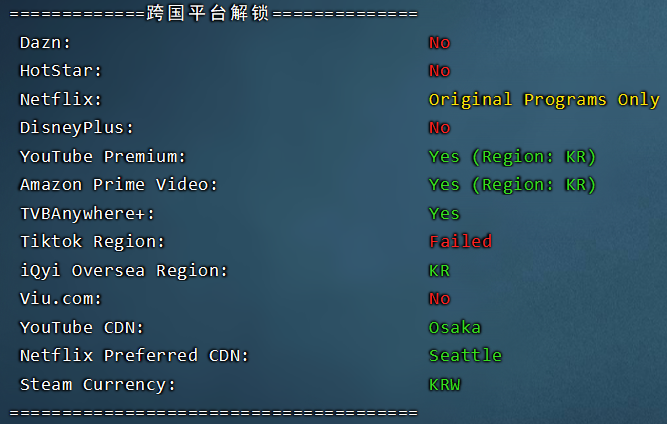 =============跨国平台解锁==============
Dazn: No
HotStar: No
Netflix: Original Programs Only
DisneyPlus: No
YouTube Premium: Yes (Region: KR)
Amazon Prime Video: Yes (Region: KR)
TVBAnywhere+: Yes
Tiktok Region: Failed
iQyi Oversea Region: KR
Viu.com: No
YouTube CDN: Osaka
Netflix Preferred CDN: Seattle
Steam Currency: KRW
=======================================